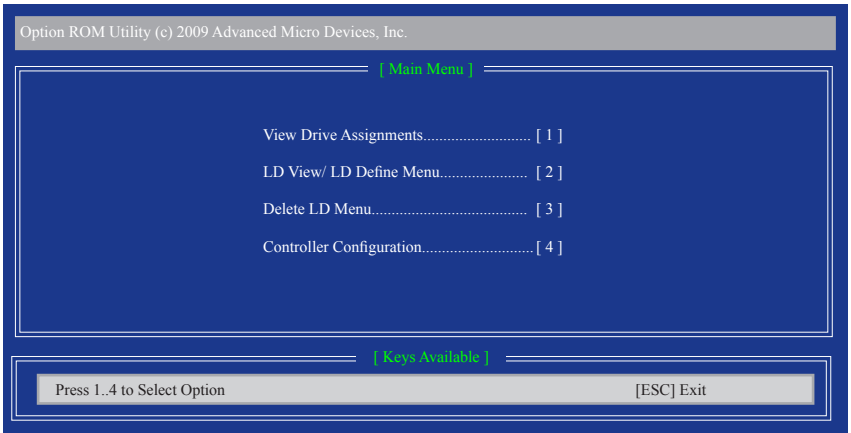 Option ROM Utility (c) 2009 Advanced Micro Devices, Inc.
[ Main Menu ]
View Drive Assignments........................... [ 1 ]
LD View/ LD Define Menu...................... [ 2 ]
Delete LD Menu....................................... [ 3 ]
Controller Configuration............................[ 4 ]
[ Keys Available ]
Press 1..4 to Select Option [ESC] Exit